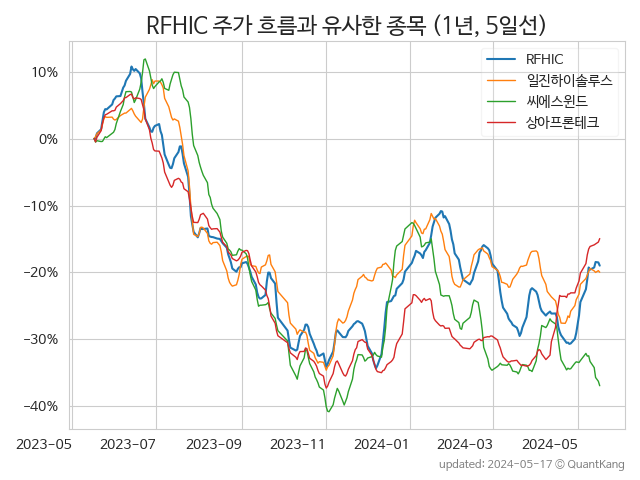 RFHIC 주가 흐름과 유사한 종목 (1년, 5일선)
RFHIC
일진하이솔루스
씨에스윈드
상아프론테크
10%
0%
−10%
−20%
−30%
−40%
2023-05 2023-07 2023-09 2023-11 2024-01 2024-03 2024-05
updated: 2024-05-17 © QuantKang